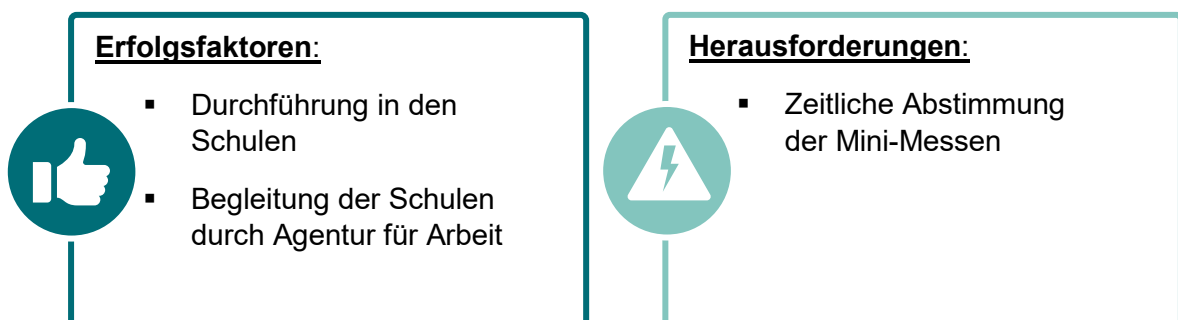 Erfolgsfaktoren:
▪ Durchführung in den
Schulen
▪ Begleitung der Schulen
durch Agentur für Arbeit
Herausforderungen:
▪ Zeitliche Abstimmung
der Mini-Messen